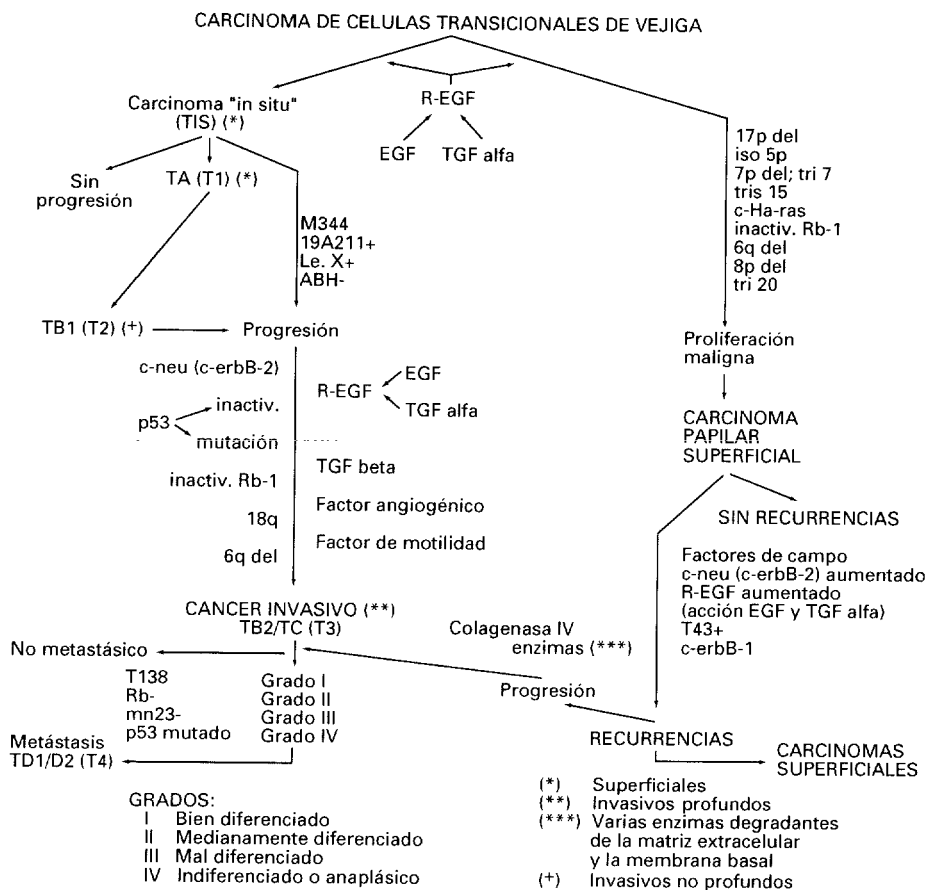 CARCINOMA DE CELULAS TRANSICIONALES DE VEJIGA
Carcinoma "in situ"
(TIS) (*)
R-EGF
EGF
TGF alfa
Sin
progresión
TA (T1) (*)
M344
19A211+
Le. X+
ABH-
17p del
iso 5p
7p del; tri 7
tris 15
c-Ha-ras
inactiv. Rb-1
6q del
8p del
tri 20
TB1 (T2) (+)
Progresión
Proliferación
maligna
c-neu (c-erbB-2)
p53
inactiv.
mutación
inactiv. Rb-1
18q
6q del
R-EGF
EGF
TGF alfa
TGF beta
Factor angiogénico
Factor de motilidad
CARCINOMA
PAPILAR
SUPERFICIAL
SIN RECURRENCIAS
Factores de campo
c-neu (c-erbB-2) aumentado
R-EGF aumentado
(acción EGF y TGF alfa)
T43+
c-erbB-1
CANCER INVASIVO (**)
TB2/TC (T3)
Colagenasa IV
enzimas (***)
No metastásico
T138
Rb-
mn23-
p53 mutado
Grado I
Grado II
Grado III
Grado IV
Progresión
RECURRENCIAS
CARCINOMAS
SUPERFICIALES
Metástasis
TD1/D2 (T4)
GRADOS:
I Bien diferenciado
II Medianamente diferenciado
III Mal diferenciado
IV Indiferenciado o anaplásico
(*) Superficiales
(**) Invasivos profundos
(***) Varias enzimas degradantes
de la matriz extracelular
y la membrana basal
(+) Invasivos no profundos